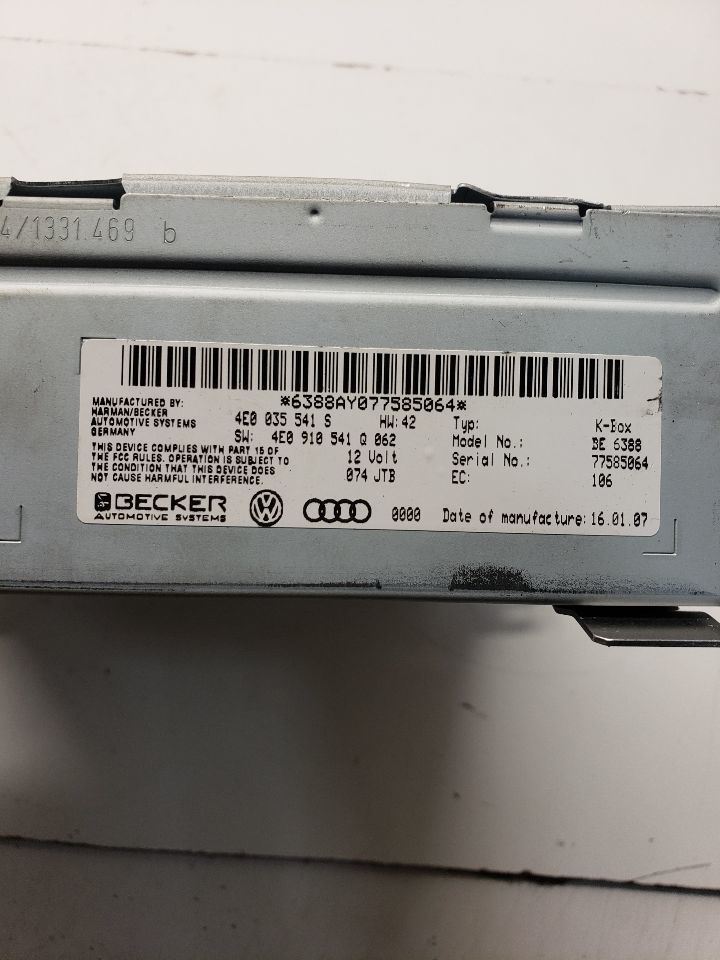 4/1331.469 b
*6388AY077585064*
MANUFACTURED BY:
HARMAN/BECKER
AUTOMOTIVE SYSTEMS
GERMANY
THIS DEVICE COMPLIES WITH PART 15 OF
THE FCC RULES. OPERATION IS SUBJECT TO
THE CONDITION THAT THIS DEVICE DOES
NOT CAUSE HARMFUL INTERFERENCE.
4E0 035 541 S HW:42
SW: 4E0 910 541 Q 062
12 Volt
074 JTB
Typ: K-Box
Model No.: BE 6388
Serial No.: 77585064
EC: 106
BECKER
AUTOMOTIVE SYSTEMS
VW
0000 Date of manufacture: 16.01.07